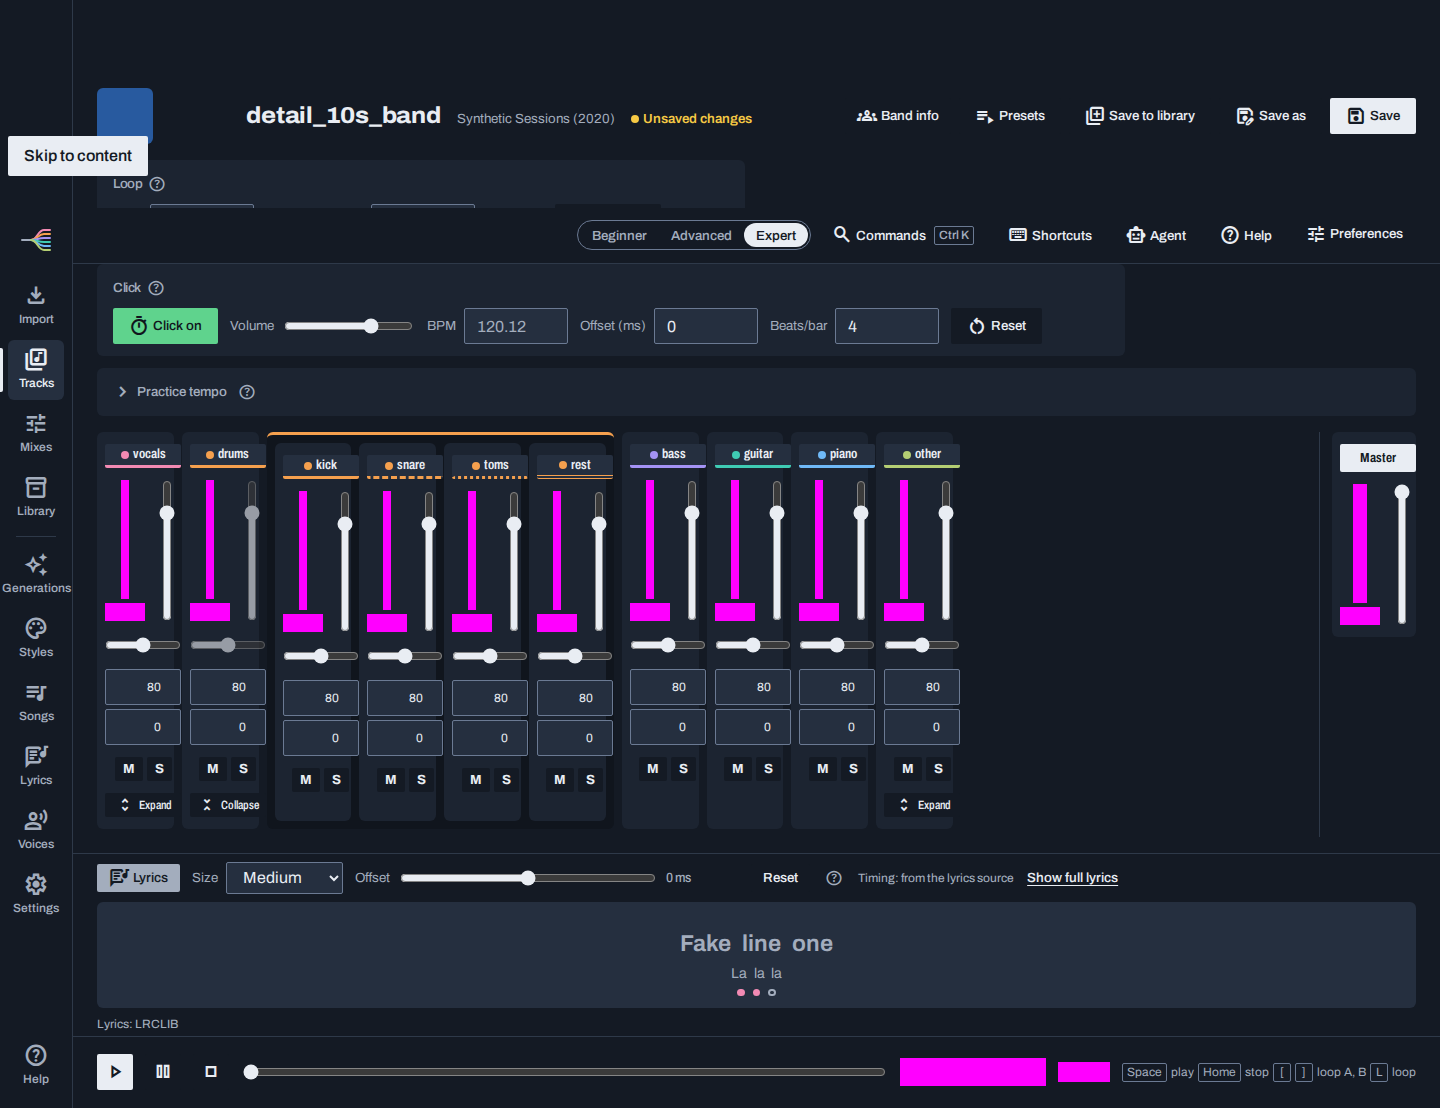 detail_10s_band Synthetic Sessions (2020) Unsaved changes Band info Presets Save to library Save as Save
Skip to content
Loop
Beginner Advanced Expert Commands Ctrl K Shortcuts Agent Help Preferences
Click
Click on Volume BPM 120.12 Offset (ms) 0 Beats/bar 4 Reset
Practice tempo
Import
Tracks
Mixes
Library
Generations
Styles
Songs
Lyrics
Voices
Settings
Help
vocals drums kick snare toms rest bass guitar piano other Master
80 80 80 80 80 80 80 80 80 80
0 0 0 0 0 0 0 0 0 0
M S M S M S M S M S M S M S M S M S M S
Expand Collapse Expand
Lyrics Size Medium Offset 0 ms Reset Timing: from the lyrics source Show full lyrics
Fake line one
La la la
Lyrics: LRCLIB
Space play Home stop [ ] loop A, B L loop